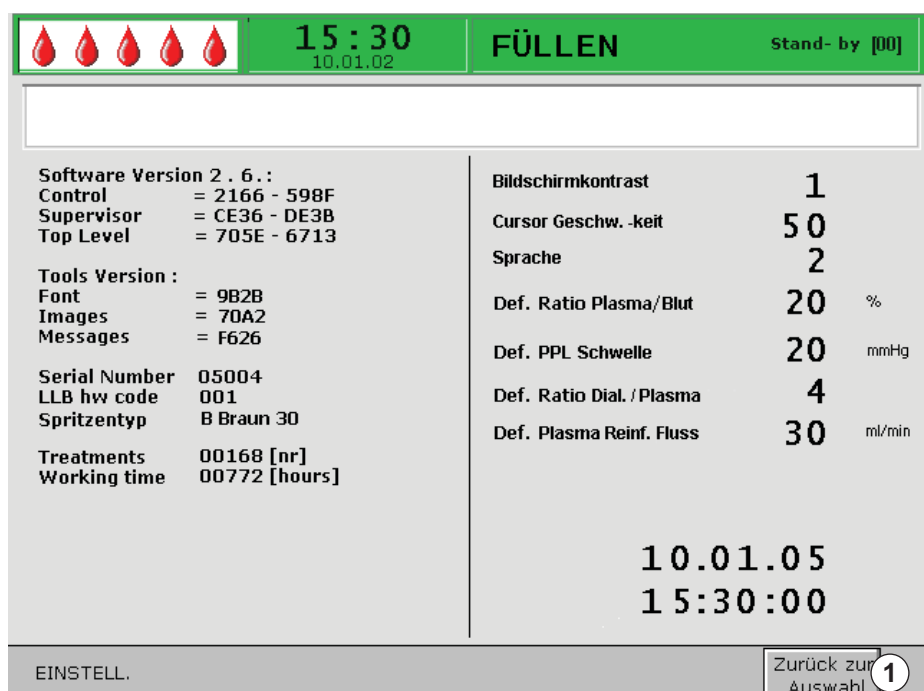 15:30
10.01.02
FÜLLEN
Stand- by [00]
Software Version 2 . 6 . :
Control = 2166 - 598F
Supervisor = CE36 - DE3B
Top Level = 705E - 6713
Tools Version :
Font = 9B2B
Images = 70A2
Messages = F626
Serial Number 05004
LLB hw code 001
Spritzentyp B Braun 30
Treatments 00168 [nr]
Working time 00772 [hours]
Bildschirmkontrast 1
Cursor Geschw. -keit 50
Sprache 2
Def. Ratio Plasma/Blut 20 %
Def. PPL Schwelle 20 mmHg
Def. Ratio Dial. / Plasma 4
Def. Plasma Reinf. Fluss 30 ml/min
10.01.05
15:30:00
EINSTELL.
Zurück zur
Auswahl
1